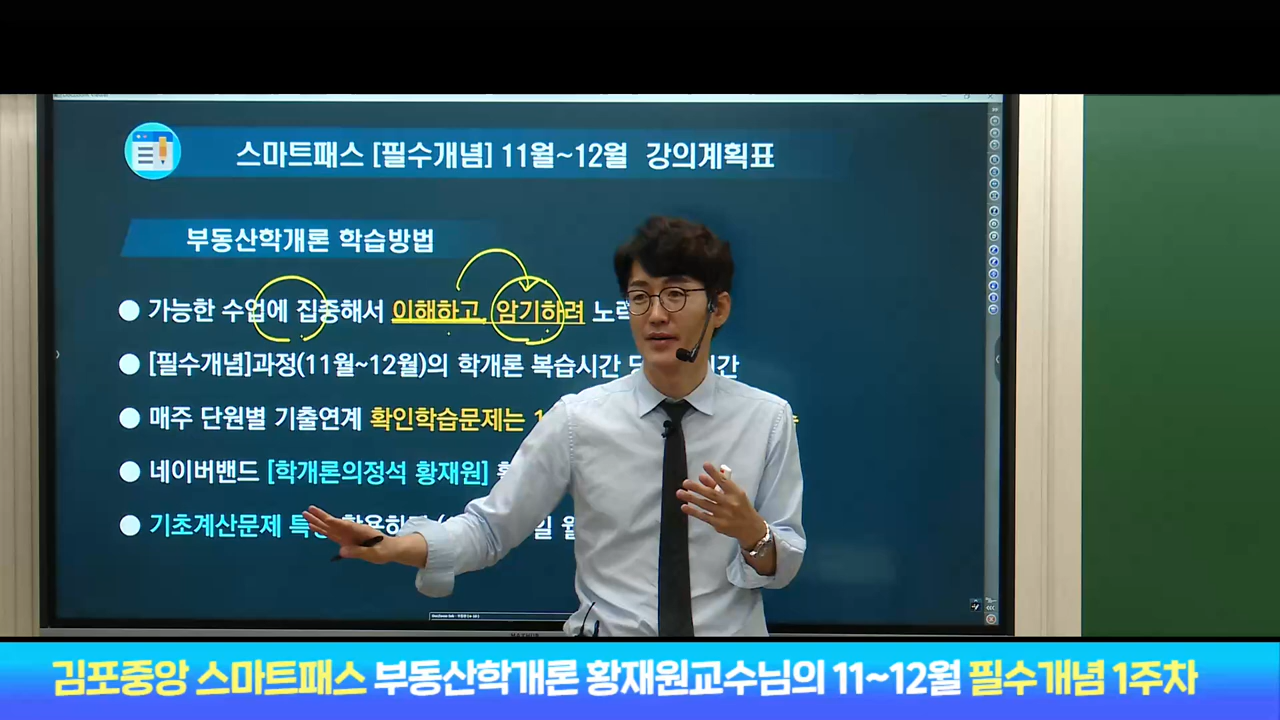 스마트패스 [필수개념] 11월~12월 강의계획표
부동산학개론 학습방법
● 가능한 수업에 집중해서 이해하고, 암기하려
● [필수개념]과정(11월~12월)의 학개론 복습시간
● 매주 단원별 기출연계 확인학습문제는
● 네이버밴드 [학개론의정석 황재원]
● 기초계산문제
김포중앙 스마트패스 부동산학개론 황재원교수님의 11~12월 필수개념 1주차